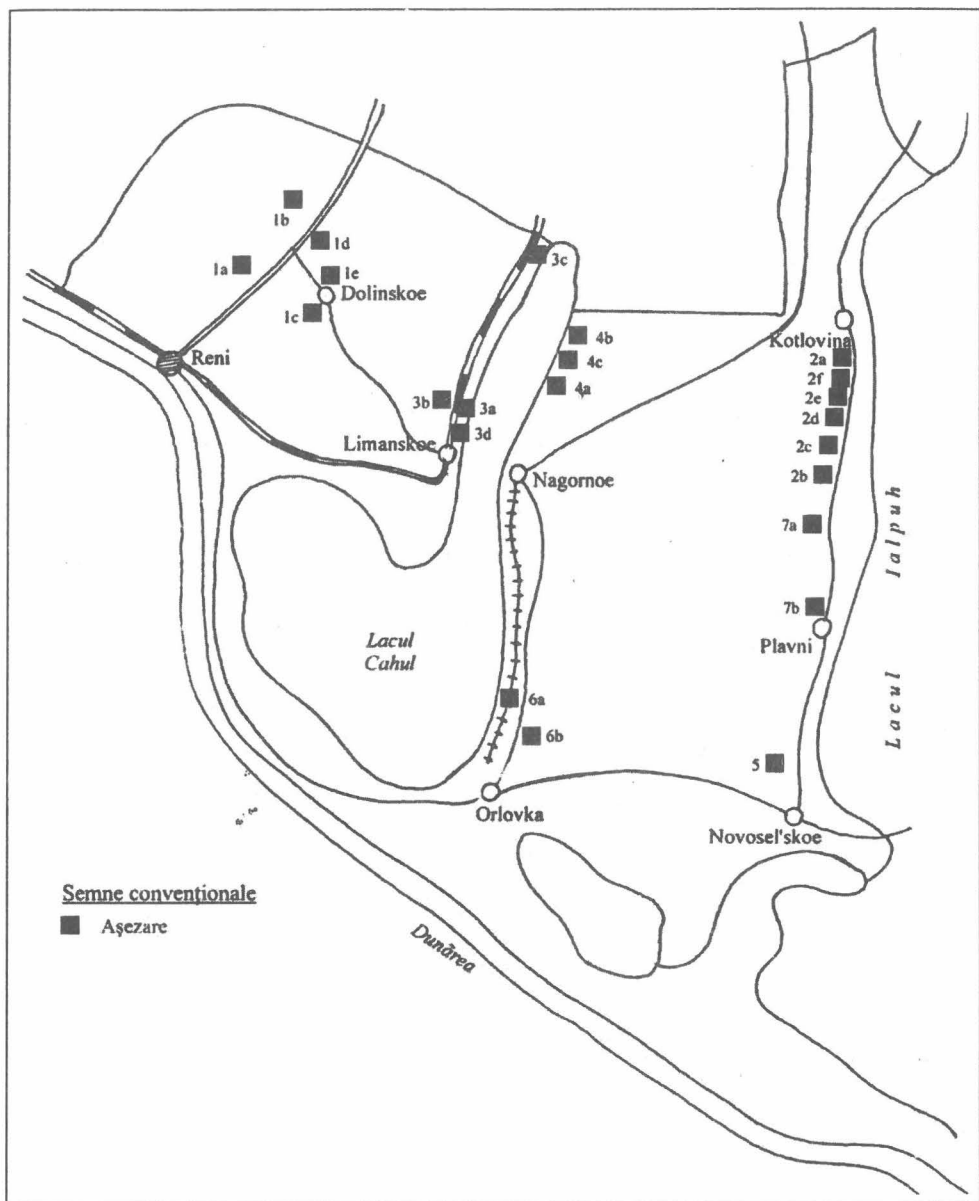 1b
1d
1a
1e
3c
Dolinskoe
1c
4b
Kotlovina
Reni
4c
2a
2f
4a
2e
3b
3a
2d
3d
2c
Limanskoe
Nagornoe
2b
7a
Lacul Ialpuh
7b
Lacul
Cahul
Plavni
6a
6b
5
Orlovka
Novosel'skoe
Semne convenționale
Așezare
Dunărea